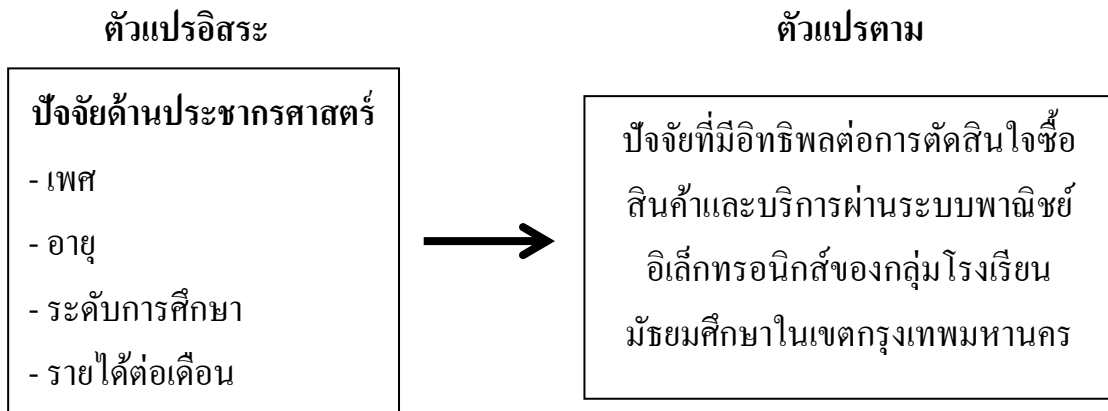 ตัวแปรอิสระ
ตัวแปรตาม
ปัจจัยด้านประชากรศาสตร์
- เพศ
- อายุ
- ระดับการศึกษา
- รายได้ต่อเดือน
ปัจจัยที่มีอิทธิพลต่อการตัดสินใจซื้อ
สินค้าและบริการผ่านระบบพาณิชย์
อิเล็กทรอนิกส์ของกลุ่มโรงเรียน
มัธยมศึกษาในเขตกรุงเทพมหานคร